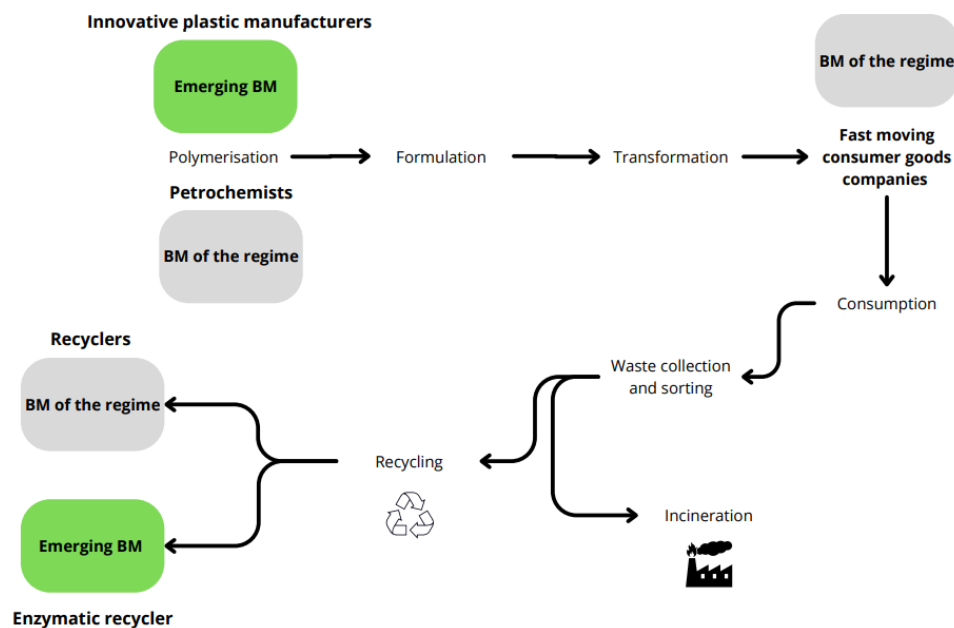 Innovative plastic manufacturers
Emerging BM
BM of the regime
Polymerisation
Formulation
Transformation
Fast moving
consumer goods
companies
Petrochemists
BM of the regime
Consumption
Recyclers
BM of the regime
Waste collection
and sorting
Recycling
Incineration
Emerging BM
Enzymatic recycler